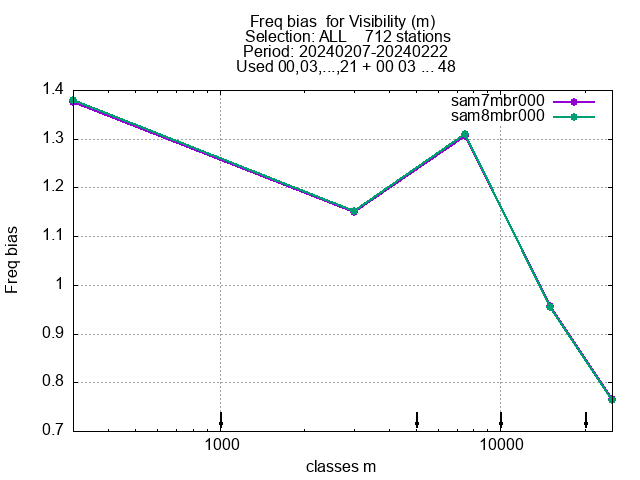 Freq bias  for Visibility (m)
Selection: ALL    712 stations
Period: 20240207-20240222
Used 00,03,...,21 + 00 03 ... 48
sam7mbr000
sam8mbr000
1.4
1.3
1.2
1.1
1
0.9
0.8
0.7
Freq bias
1000
10000
classes m